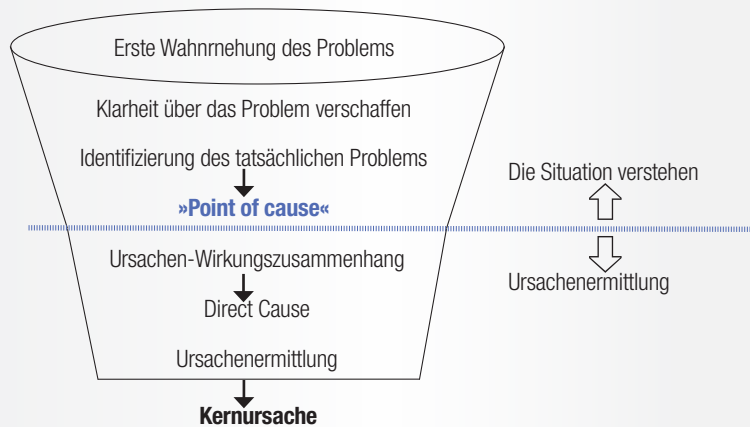 Erste Wahnrnehung des Problems
Klarheit über das Problem verschaffen
Identifizierung des tatsächlichen Problems
»Point of cause«
Die Situation verstehen
Ursachen-Wirkungszusammenhang
Ursachenermittlung
Direct Cause
Ursachenermittlung
Kernursache